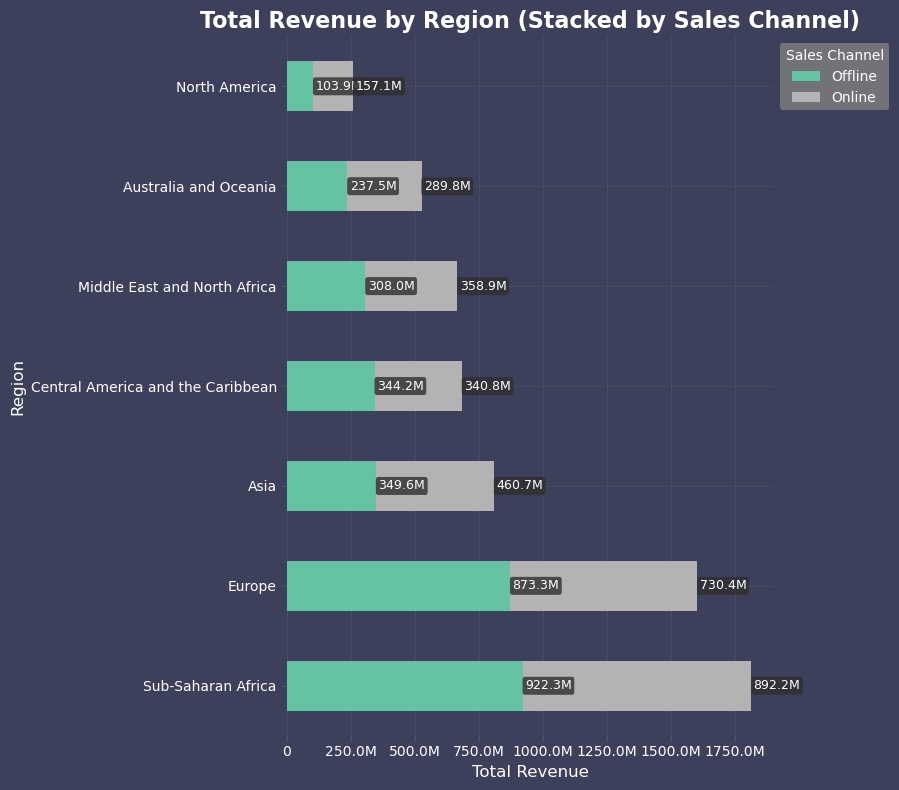 Total Revenue by Region (Stacked by Sales Channel)
Sales Channel
Offline
Online
North America
103.9M
157.1M
Australia and Oceania
237.5M
289.8M
Middle East and North Africa
308.0M
358.9M
Region
Central America and the Caribbean
344.2M
340.8M
Asia
349.6M
460.7M
Europe
873.3M
730.4M
Sub-Saharan Africa
922.3M
892.2M
0 250.0M 500.0M 750.0M 1000.0M 1250.0M 1500.0M 1750.0M
Total Revenue